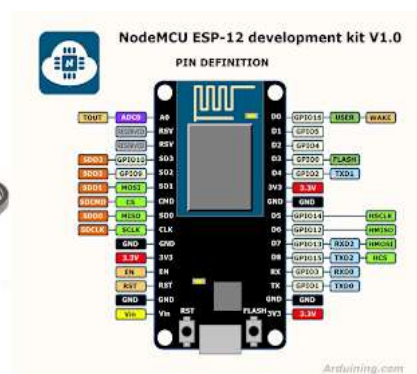 NodeMCU ESP-12 development kit V1.0
PIN DEFINITION
TOUT ADC0 A0 D0 GPIO16 USER WAKE
RESERVED RSV D1 GPIO5
RESERVED RSV D2 GPIO4
SDD3 GPIO10 SD3 D3 GPIO0 FLASH
SDD2 GPIO9 SD2 D4 GPIO2 TXD1
SDD1 MOSI SD1 3V3 3.3V
SDCMD CS CMD GND GND
SDD0 MISO SD0 D5 GPIO14 HSCLK
SDCLK SCLK CLK D6 GPIO12 HMISO
GND GND D7 GPIO13 RXD2 HMOSI
3.3V 3V3 D8 GPIO15 TXD2 HCS
EN EN RX GPIO3 RXD0
RST RST TX GPIO1 TXD0
GND GND GND GND
Vin Vin RST FLASH 3V3 3.3V
Arduining.com